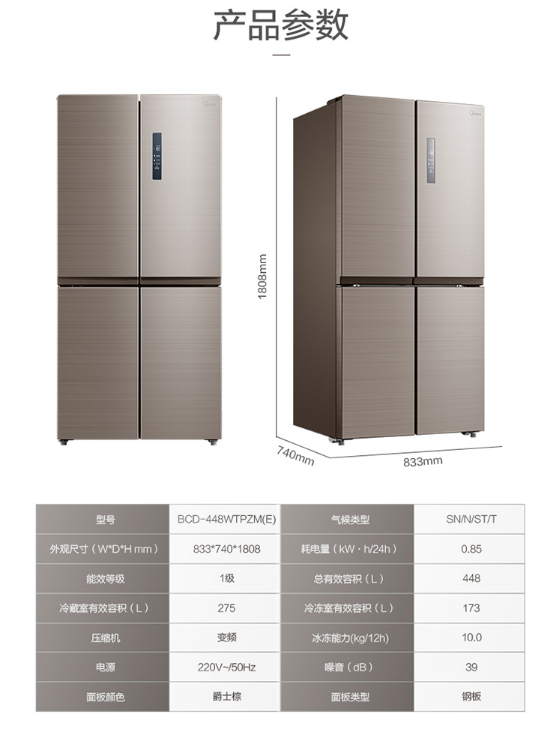 产品参数
1808mm
740mm
833mm
型号 BCD-448WTPZM(E) 气候类型 SN/N/ST/T
外观尺寸（W*D*H mm） 833*740*1808 耗电量（kW·h/24h） 0.85
能效等级 1级 总有效容积（L） 448
冷藏室有效容积（L） 275 冷冻室有效容积（L） 173
压缩机 变频 冰冻能力(kg/12h) 10.0
电源 220V~/50Hz 噪音（dB） 39
面板颜色 爵士棕 面板类型 钢板